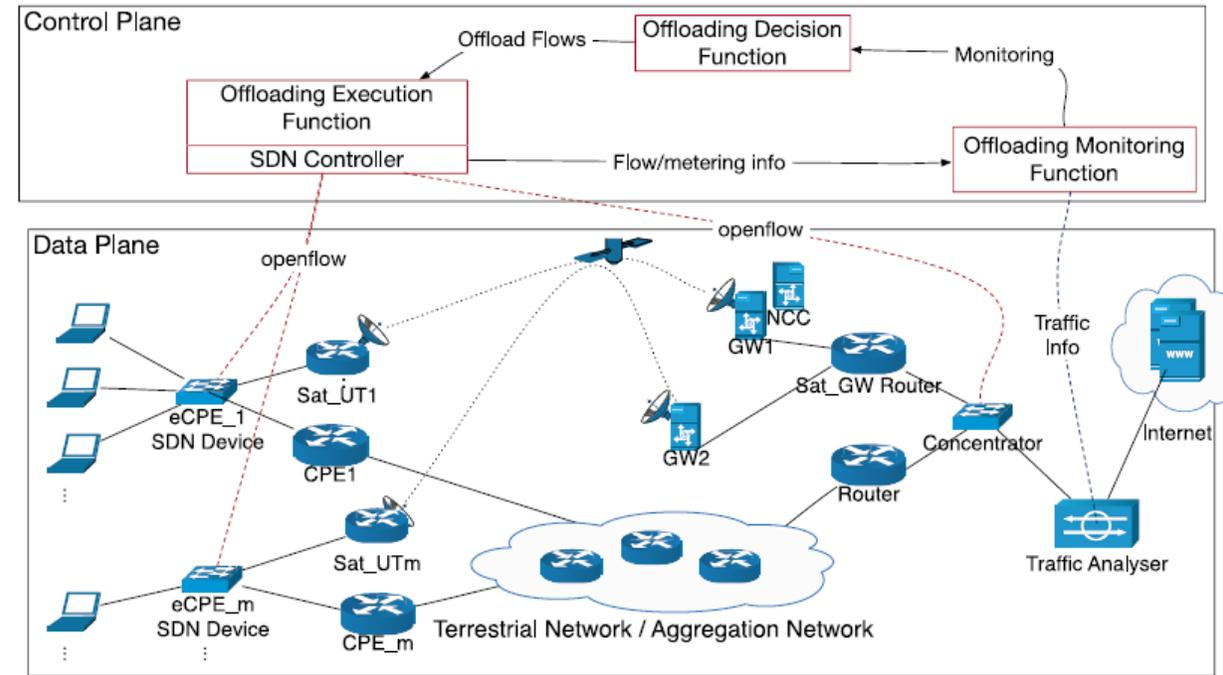 Control Plane
Offload Flows
Offloading Decision
Function
Monitoring
Offloading Execution
Function
SDN Controller
Flow/metering info
Offloading Monitoring
Function
Data Plane
openflow
openflow
NCC
GW1
Sat_UT1
Sat_GW Router
Traffic
Info
www
Internet
eCPE_1
SDN Device
CPE1
GW2
Concentrator
Router
⋮
Sat_UTm
Traffic Analyser
eCPE_m
SDN Device
CPE_m
Terrestrial Network / Aggregation Network
⋮
⋮